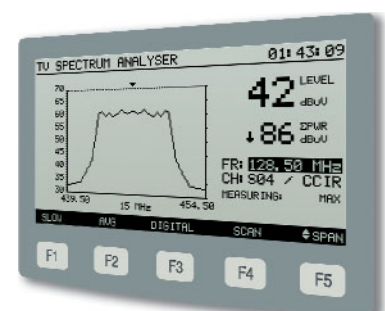 TV SPECTRUM ANALYSER 01:43:09
70
65
60
55
50
45
40
35
30
439.50 15 MHz 454.50
42 LEVEL dBuV
↓86 ΣPWR dBuV
FR: 128.50 MHz
CH: S04 / CCIR
MEASURING: MAX
SLOW AVG DIGITAL SCAN SPAN
F1 F2 F3 F4 F5